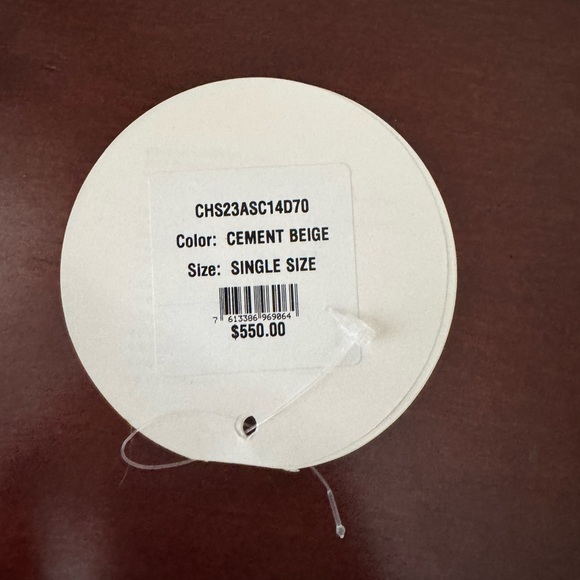 CHS23ASC14D70
Color: CEMENT BEIGE
Size: SINGLE SIZE
7 613386 969064
$550.00